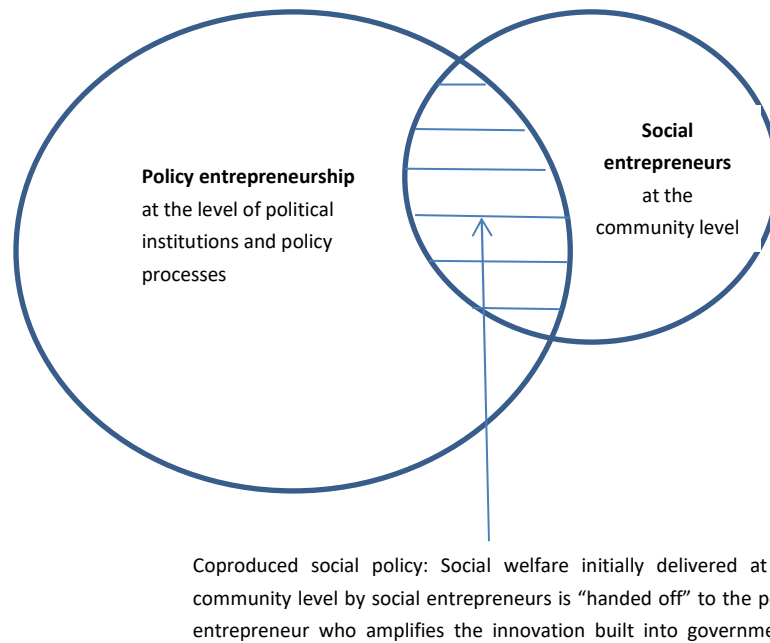 Policy entrepreneurship
at the level of political
institutions and policy
processes
Social
entrepreneurs
at the
community level
Coproduced social policy: Social welfare initially delivered at
community level by social entrepreneurs is “handed off” to the
entrepreneur who amplifies the innovation built into